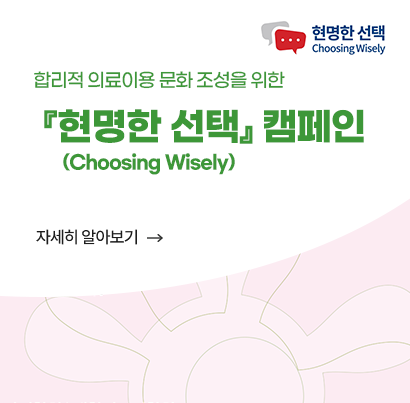 현명한 선택
Choosing Wisely
합리적 의료이용 문화 조성을 위한
『현명한 선택』 캠페인
(Choosing Wisely)
자세히 알아보기 →